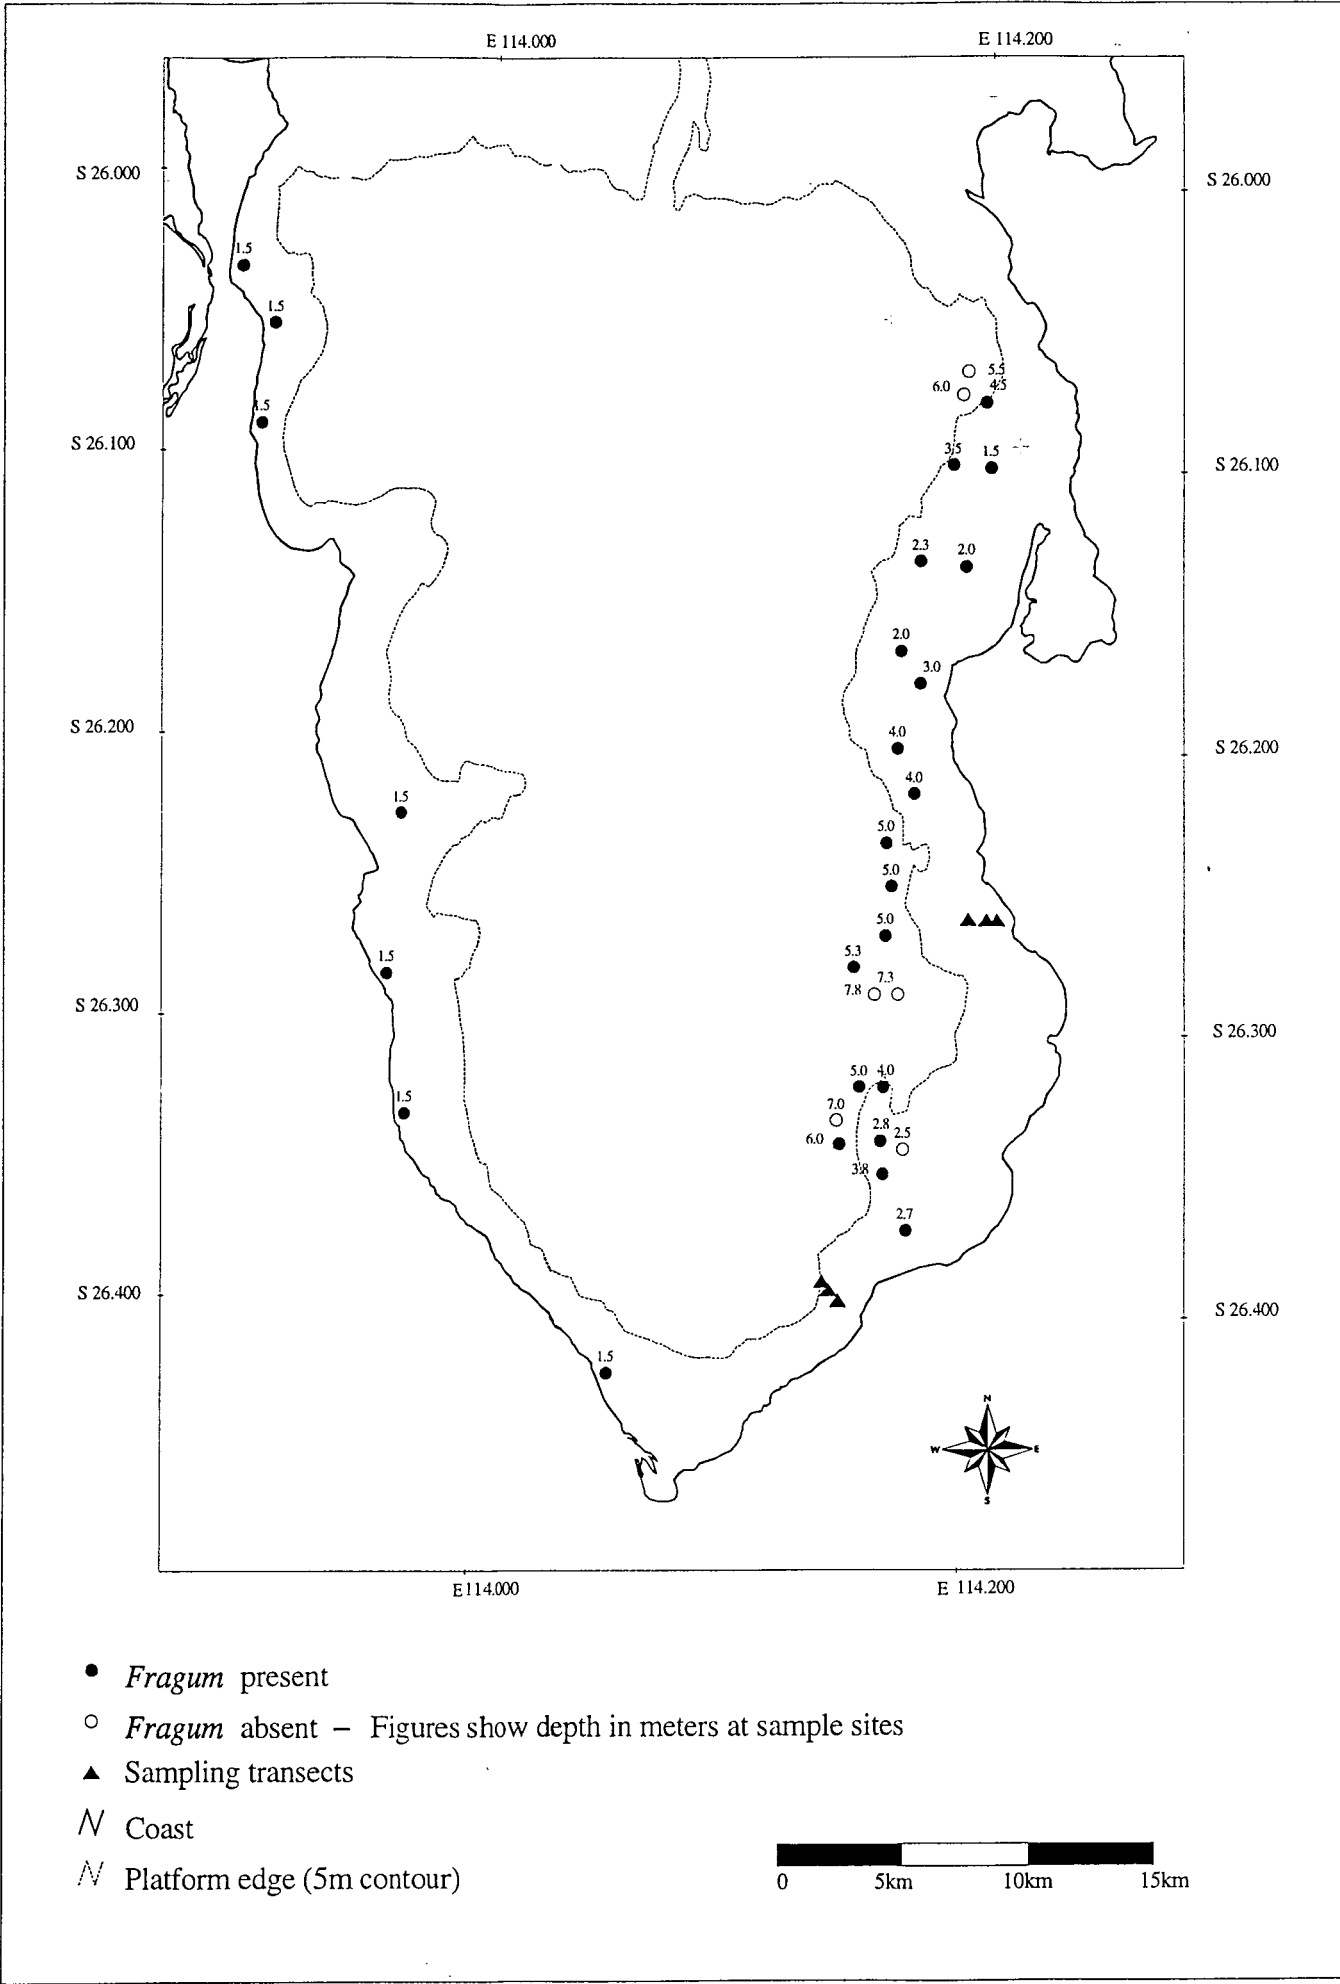 E 114.000 E 114.200
S 26.000 S 26.000
1.5
1.5
5.5
6.0 4.5
1.5
S 26.100 3.5 1.5 S 26.100
2.3 2.0
2.0
3.0
S 26.200 4.0 S 26.200
4.0
1.5
5.0
5.0
5.0
1.5 5.3
7.8 7.3
S 26.300 S 26.300
5.0 4.0
1.5 7.0
6.0 2.8 2.5
3.8
2.7
S 26.400 S 26.400
1.5
N
W E
S
E 114.000 E 114.200
Fragum present
Fragum absent – Figures show depth in meters at sample sites
Sampling transects
Coast
Platform edge (5m contour)
0 5km 10km 15km